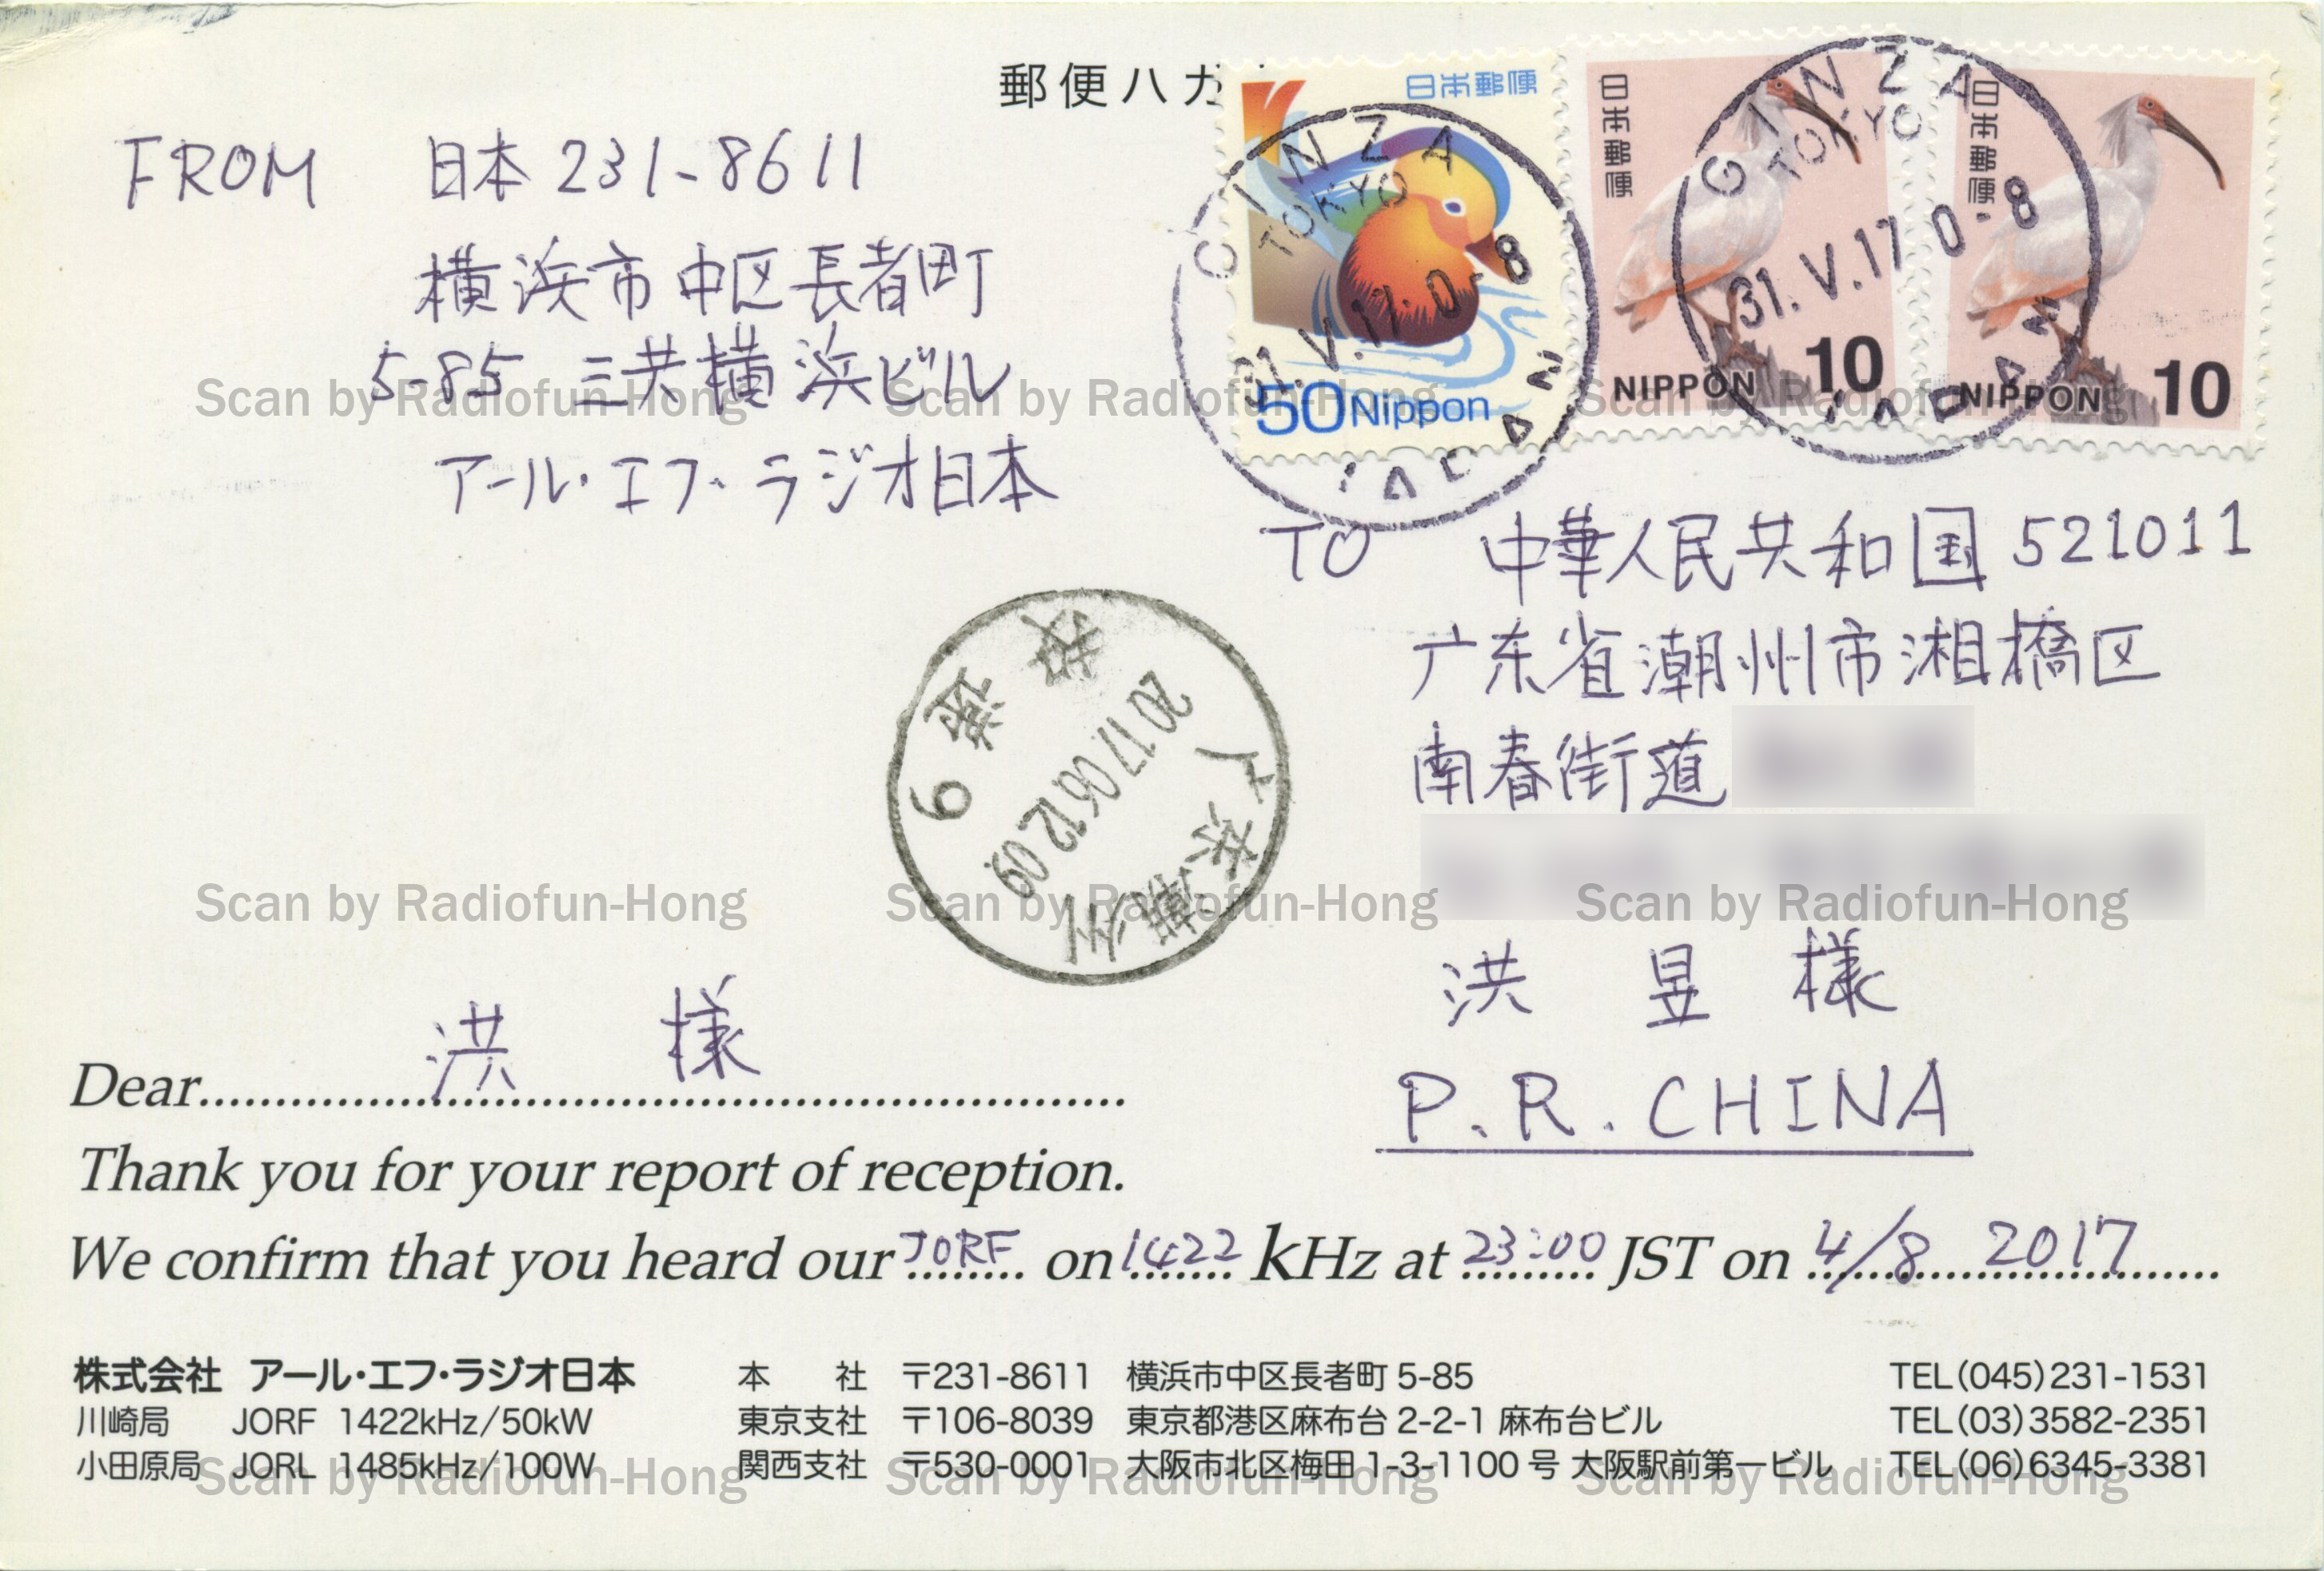 郵便ハガ
日本郵便
50 Nippon
日本郵便
NIPPON 10
日本郵便
NIPPON 10
GINZA
TOKYO
31.V.17 0-8
JAPAN
GINZA
TOKYO
31.V.17 0-8
JAPAN
FROM 日本 231-8611
横浜市中区長者町
5-85 三共横浜ビル
アール・エフ・ラジオ日本
TO 中華人民共和国 521011
广东省潮州市湘橋区
南春街道
洪 昱 様
P.R.CHINA
广东潮州
2017.06.12.09
投递
9
Dear 洪 様
Thank you for your report of reception.
We confirm that you heard our JORF on 1422 kHz at 23:00 JST on 4/8 2017
株式会社 アール・エフ・ラジオ日本 本 社 〒231-8611 横浜市中区長者町 5-85 TEL(045)231-1531
川崎局 JORF 1422kHz/50kW 東京支社 〒106-8039 東京都港区麻布台 2-2-1 麻布台ビル TEL(03)3582-2351
小田原局 JORL 1485kHz/100W 関西支社 〒530-0001 大阪市北区梅田 1-3-1100 号 大阪駅前第一ビル TEL(06)6345-3381
Scan by Radiofun-Hong
Scan by Radiofun-Hong
Scan by Radiofun-Hong
Scan by Radiofun-Hong
Scan by Radiofun-Hong
Scan by Radiofun-Hong
Scan by Radiofun-Hong
Scan by Radiofun-Hong
Scan by Radiofun-Hong